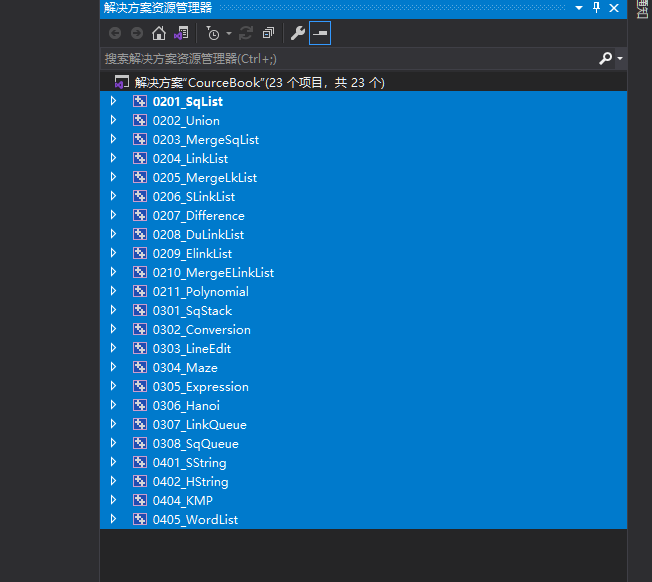 解决方案资源管理器
搜索解决方案资源管理器(Ctrl+;)
解决方案"CourceBook"(23 个项目，共 23 个)
0201_SqList
0202_Union
0203_MergeSqList
0204_LinkList
0205_MergeLkList
0206_SLinkList
0207_Difference
0208_DuLinkList
0209_ElinkList
0210_MergeELinkList
0211_Polynomial
0301_SqStack
0302_Conversion
0303_LineEdit
0304_Maze
0305_Expression
0306_Hanoi
0307_LinkQueue
0308_SqQueue
0401_SString
0402_HString
0404_KMP
0405_WordList
通知